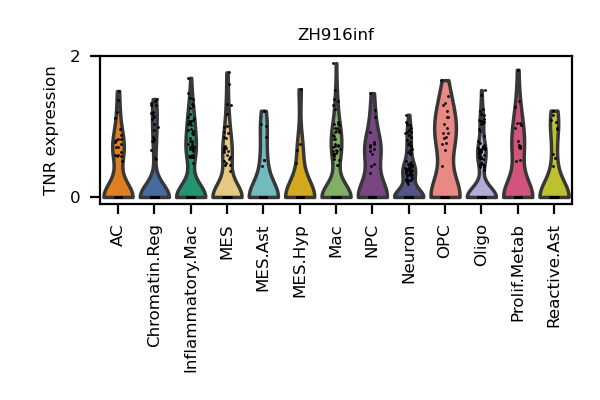 ZH916inf
TNR expression
2
0
AC
Chromatin.Reg
Inflammatory.Mac
MES
MES.Ast
MES.Hyp
Mac
NPC
Neuron
OPC
Oligo
Prolif.Metab
Reactive.Ast